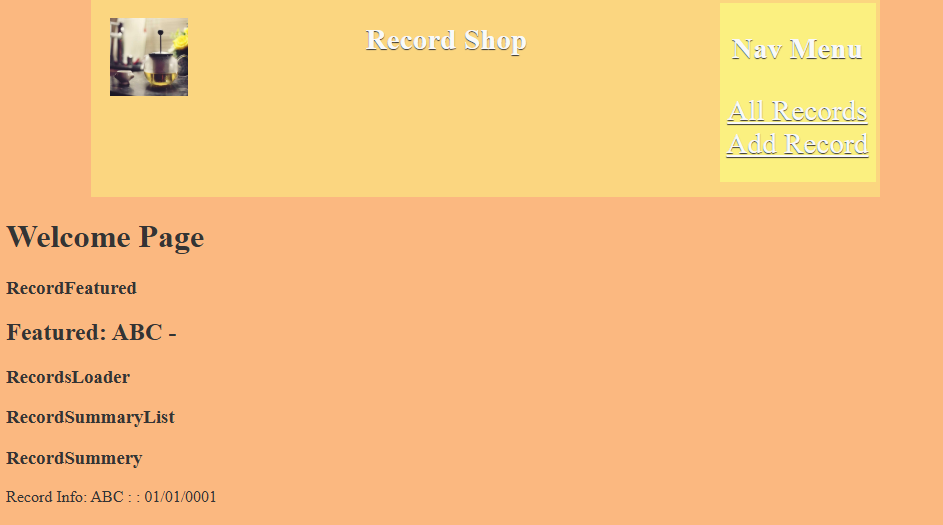 Record Shop
Nav Menu
All Records
Add Record
Welcome Page
RecordFeatured
Featured: ABC -
RecordsLoader
RecordSummaryList
RecordSummery
Record Info: ABC : : 01/01/0001